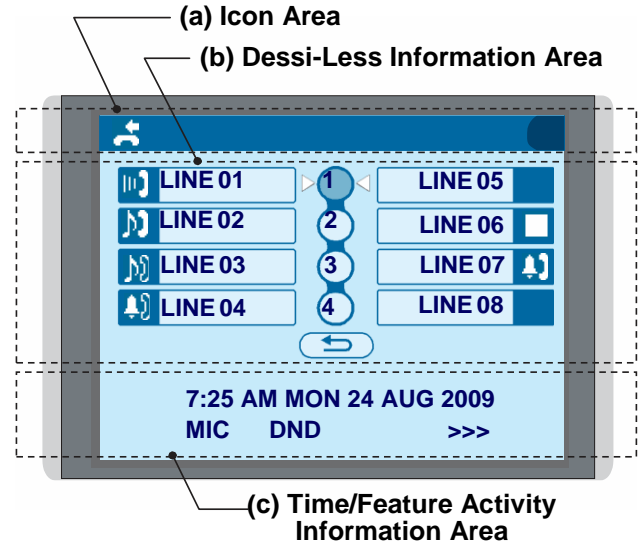 (a) Icon Area
(b) Dessi-Less Information Area
LINE 01 1 LINE 05
LINE 02 2 LINE 06
LINE 03 3 LINE 07
LINE 04 4 LINE 08
7:25 AM MON 24 AUG 2009
MIC DND >>>
(c) Time/Feature Activity
Information Area